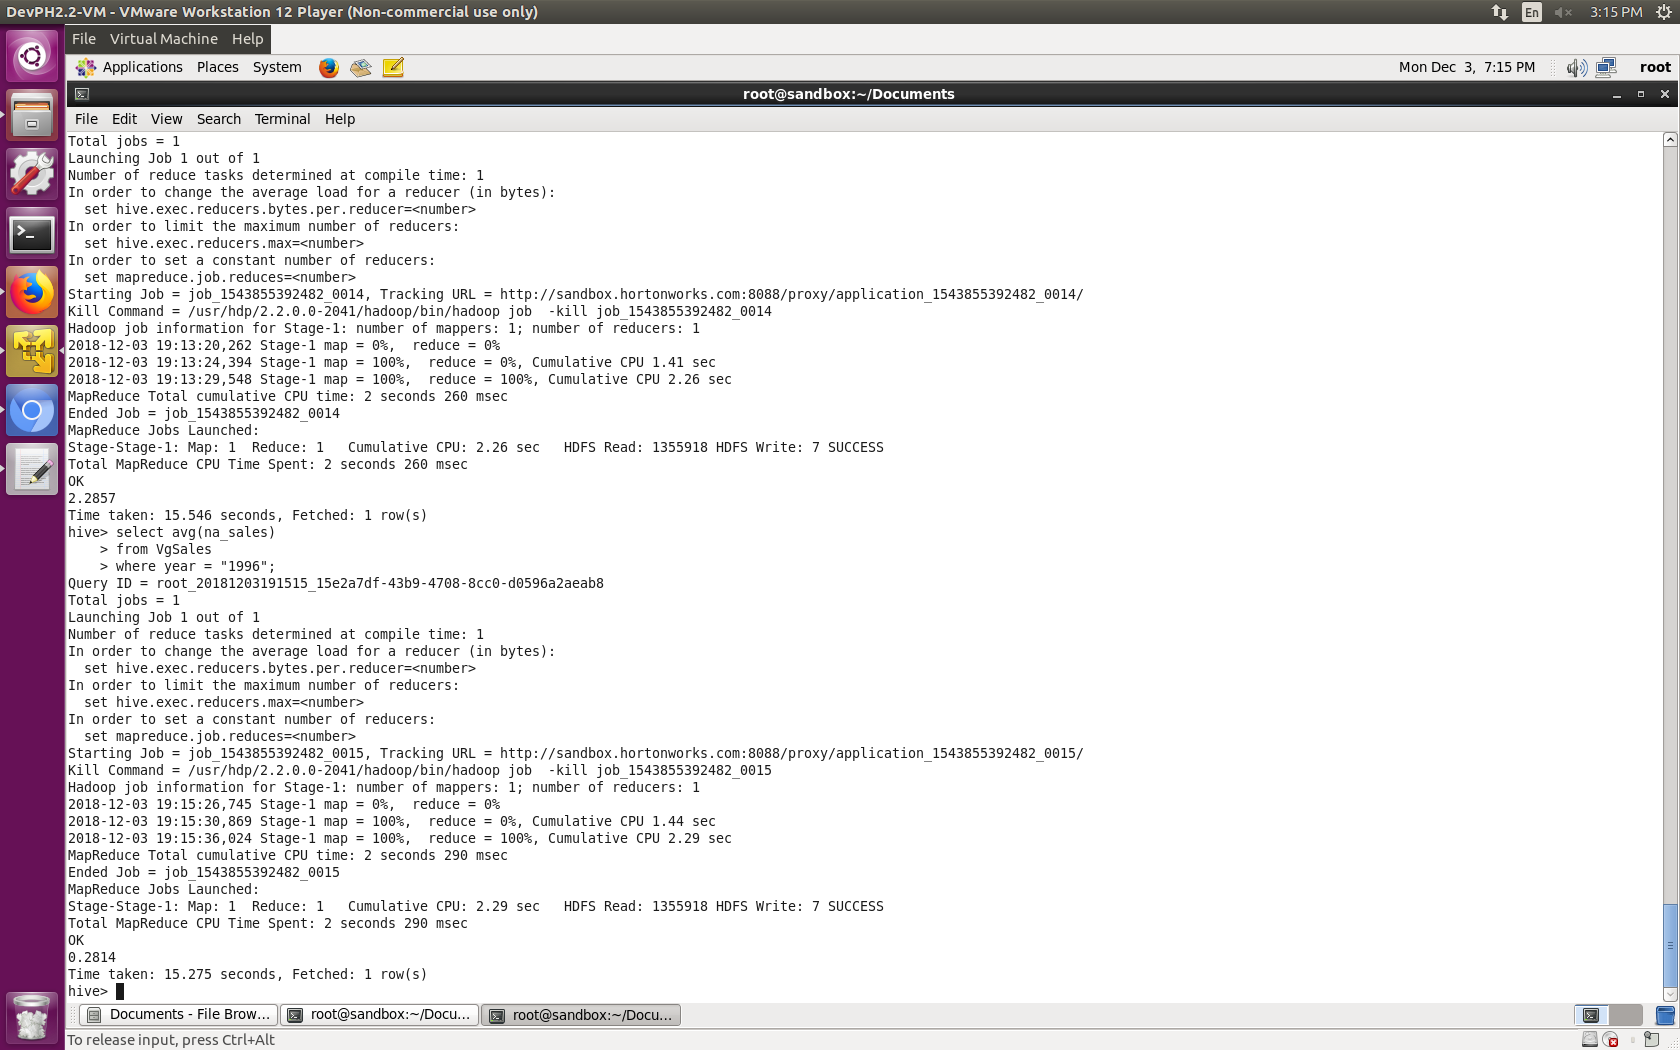 DevPH2.2-VM - VMware Workstation 12 Player (Non-commercial use only)
En
3:15 PM
File Virtual Machine Help
Applications Places System
Mon Dec 3, 7:15 PM
root
root@sandbox:~/Documents
File Edit View Search Terminal Help
Total jobs = 1
Launching Job 1 out of 1
Number of reduce tasks determined at compile time: 1
In order to change the average load for a reducer (in bytes):
  set hive.exec.reducers.bytes.per.reducer=<number>
In order to limit the maximum number of reducers:
  set hive.exec.reducers.max=<number>
In order to set a constant number of reducers:
  set mapreduce.job.reduces=<number>
Starting Job = job_1543855392482_0014, Tracking URL = http://sandbox.hortonworks.com:8088/proxy/application_1543855392482_0014/
Kill Command = /usr/hdp/2.2.0.0-2041/hadoop/bin/hadoop job  -kill job_1543855392482_0014
Hadoop job information for Stage-1: number of mappers: 1; number of reducers: 1
2018-12-03 19:13:20,262 Stage-1 map = 0%,  reduce = 0%
2018-12-03 19:13:24,394 Stage-1 map = 100%,  reduce = 0%, Cumulative CPU 1.41 sec
2018-12-03 19:13:29,548 Stage-1 map = 100%,  reduce = 100%, Cumulative CPU 2.26 sec
MapReduce Total cumulative CPU time: 2 seconds 260 msec
Ended Job = job_1543855392482_0014
MapReduce Jobs Launched:
Stage-Stage-1: Map: 1  Reduce: 1   Cumulative CPU: 2.26 sec   HDFS Read: 1355918 HDFS Write: 7 SUCCESS
Total MapReduce CPU Time Spent: 2 seconds 260 msec
OK
2.2857
Time taken: 15.546 seconds, Fetched: 1 row(s)
hive> select avg(na_sales)
    > from VgSales
    > where year = "1996";
Query ID = root_20181203191515_15e2a7df-43b9-4708-8cc0-d0596a2aeab8
Total jobs = 1
Launching Job 1 out of 1
Number of reduce tasks determined at compile time: 1
In order to change the average load for a reducer (in bytes):
  set hive.exec.reducers.bytes.per.reducer=<number>
In order to limit the maximum number of reducers:
  set hive.exec.reducers.max=<number>
In order to set a constant number of reducers:
  set mapreduce.job.reduces=<number>
Starting Job = job_1543855392482_0015, Tracking URL = http://sandbox.hortonworks.com:8088/proxy/application_1543855392482_0015/
Kill Command = /usr/hdp/2.2.0.0-2041/hadoop/bin/hadoop job  -kill job_1543855392482_0015
Hadoop job information for Stage-1: number of mappers: 1; number of reducers: 1
2018-12-03 19:15:26,745 Stage-1 map = 0%,  reduce = 0%
2018-12-03 19:15:30,869 Stage-1 map = 100%,  reduce = 0%, Cumulative CPU 1.44 sec
2018-12-03 19:15:36,024 Stage-1 map = 100%,  reduce = 100%, Cumulative CPU 2.29 sec
MapReduce Total cumulative CPU time: 2 seconds 290 msec
Ended Job = job_1543855392482_0015
MapReduce Jobs Launched:
Stage-Stage-1: Map: 1  Reduce: 1   Cumulative CPU: 2.29 sec   HDFS Read: 1355918 HDFS Write: 7 SUCCESS
Total MapReduce CPU Time Spent: 2 seconds 290 msec
OK
0.2814
Time taken: 15.275 seconds, Fetched: 1 row(s)
hive>
Documents - File Brow... root@sandbox:~/Docu... root@sandbox:~/Docu...
To release input, press Ctrl+Alt